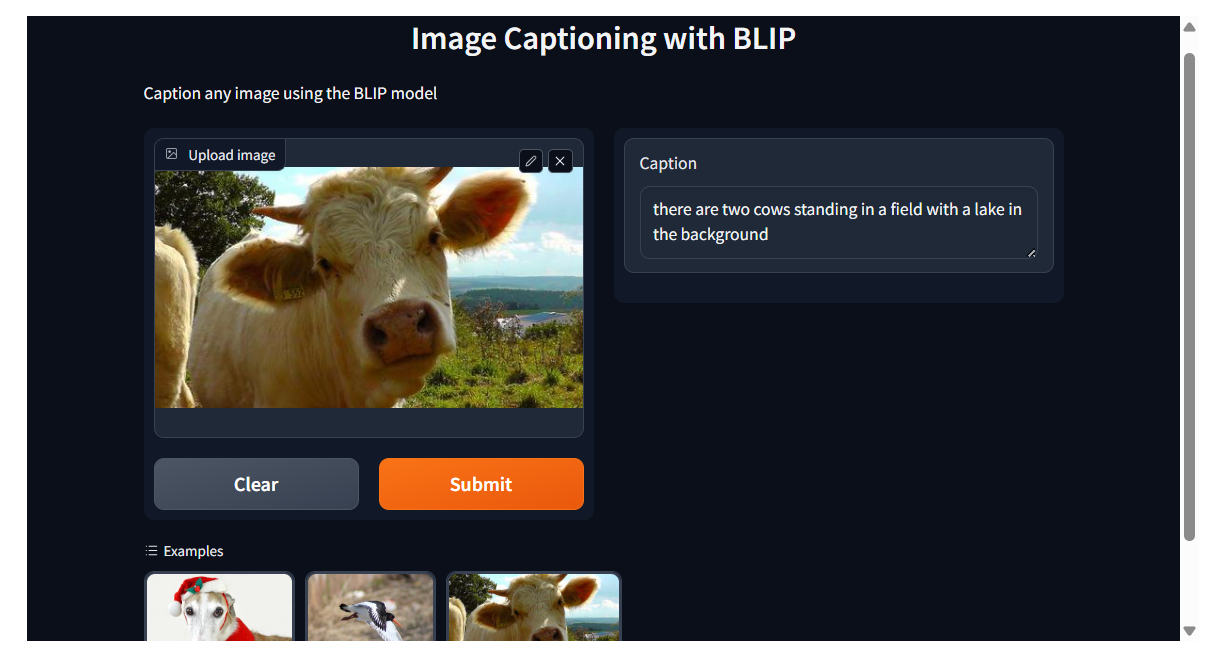 Image Captioning with BLIP
Caption any image using the BLIP model
Upload image
Caption
there are two cows standing in a field with a lake in
the background
Clear
Submit
Examples